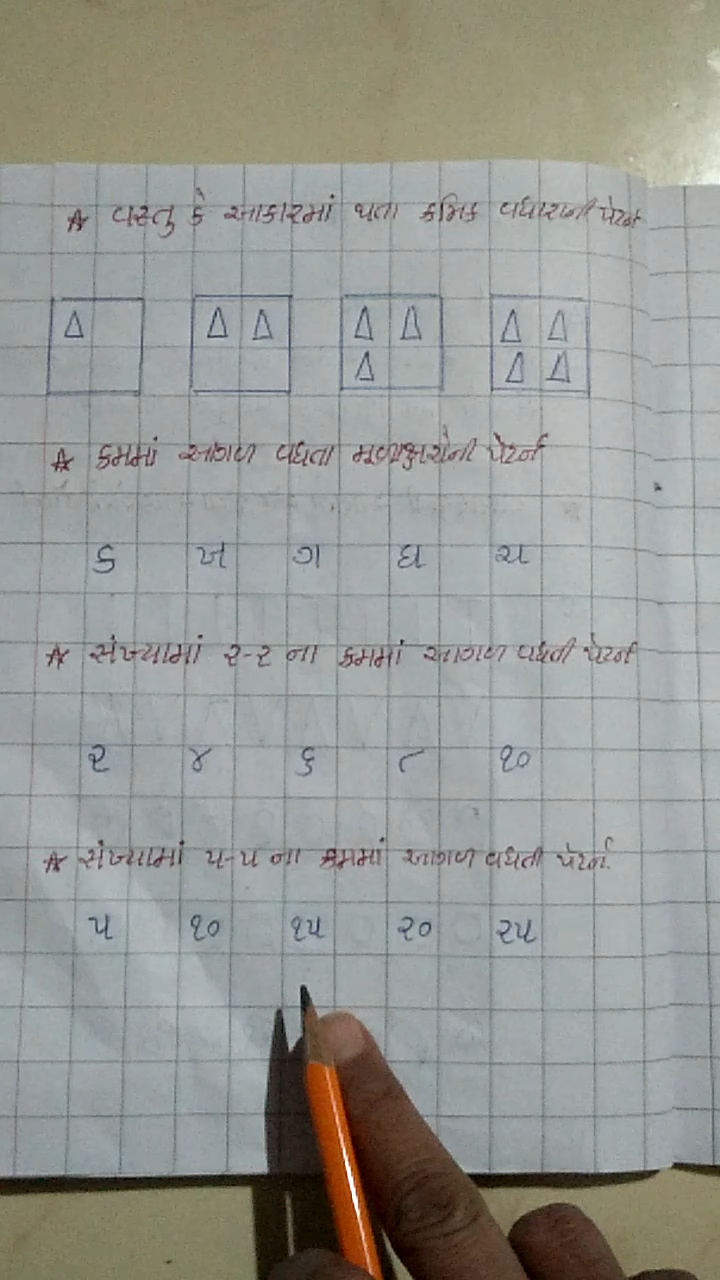 ☆ વસ્તુ કે આકારમાં થતા ક્રમિક વધારાની પેટર્ન
☆ ક્રમમાં આગળ વધતા મૂળાક્ષરોની પેટર્ન
ક ખ ગ ઘ ચ
☆ સંખ્યામાં ૨-૨ ના ક્રમમાં આગળ વધતી પેટર્ન
૨ ૪ ૬ ૮ ૧૦
☆ સંખ્યામાં ૫-૫ ના ક્રમમાં આગળ વધતી પેટર્ન.
૫ ૧૦ ૧૫ ૨૦ ૨૫